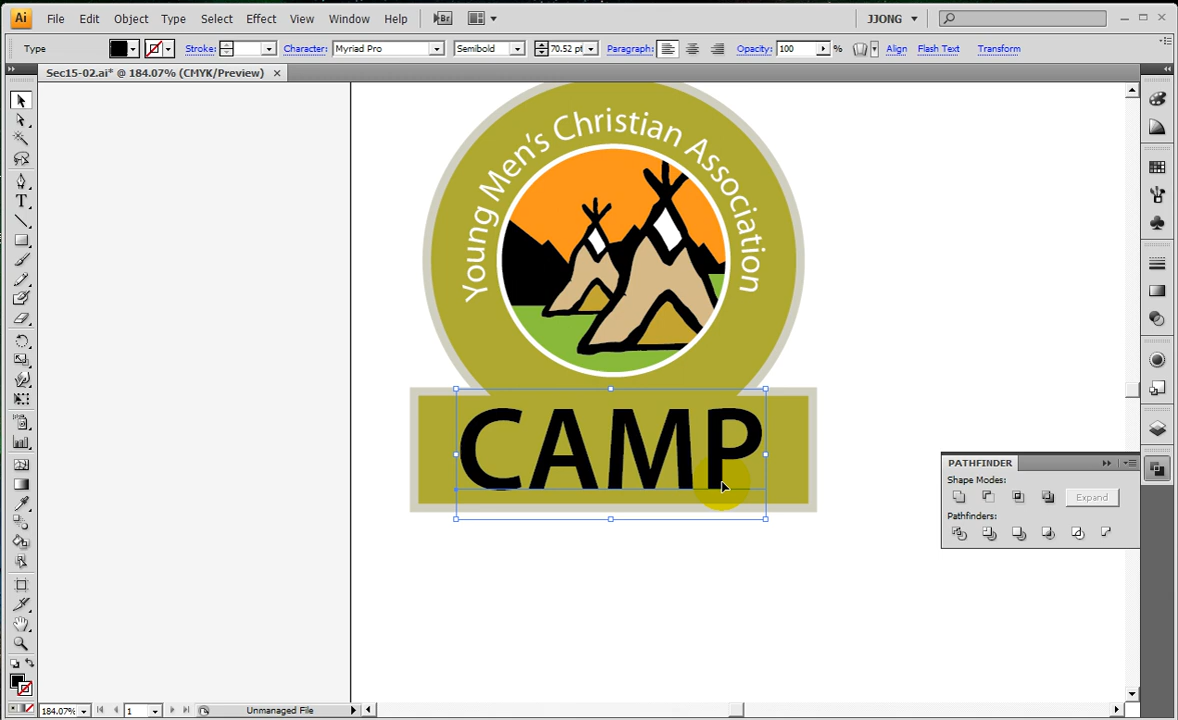 Ai File Edit Object Type Select Effect View Window Help Br JJONG
Type Stroke: Character: Myriad Pro Semibold 70.52 pt Paragraph: Opacity: 100 % Align Flash Text Transform
Sec15-02.ai* @ 184.07% (CMYK/Preview)
Young Men's Christian Association
CAMP
PATHFINDER
Shape Modes:
Expand
Pathfinders:
184.07% 1 Unmanaged File